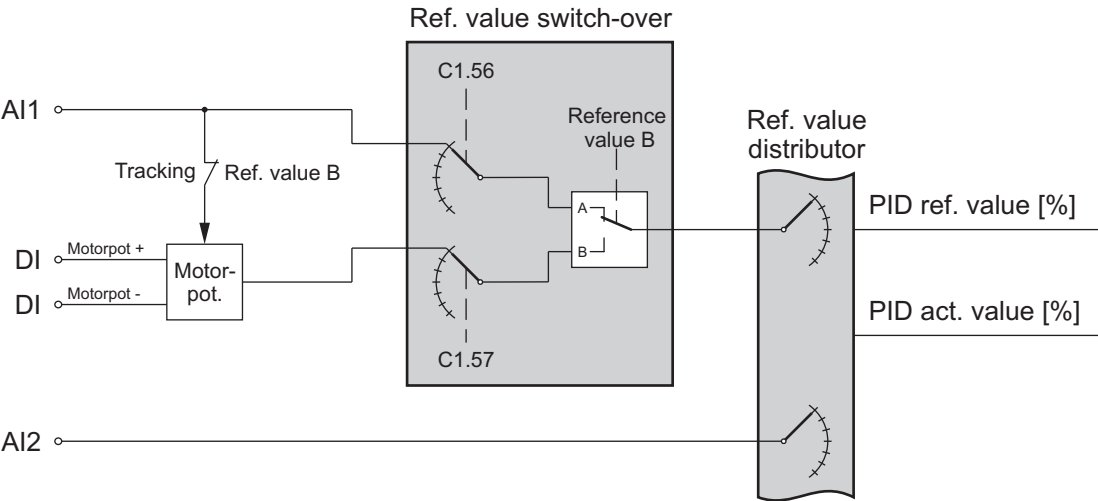 Ref. value switch-over
C1.56
AI1
Reference
value B
Ref. value
distributor
Tracking
Ref. value B
A
PID ref. value [%]
DI
Motorpot +
Motor-
pot.
B
DI
Motorpot -
PID act. value [%]
C1.57
AI2